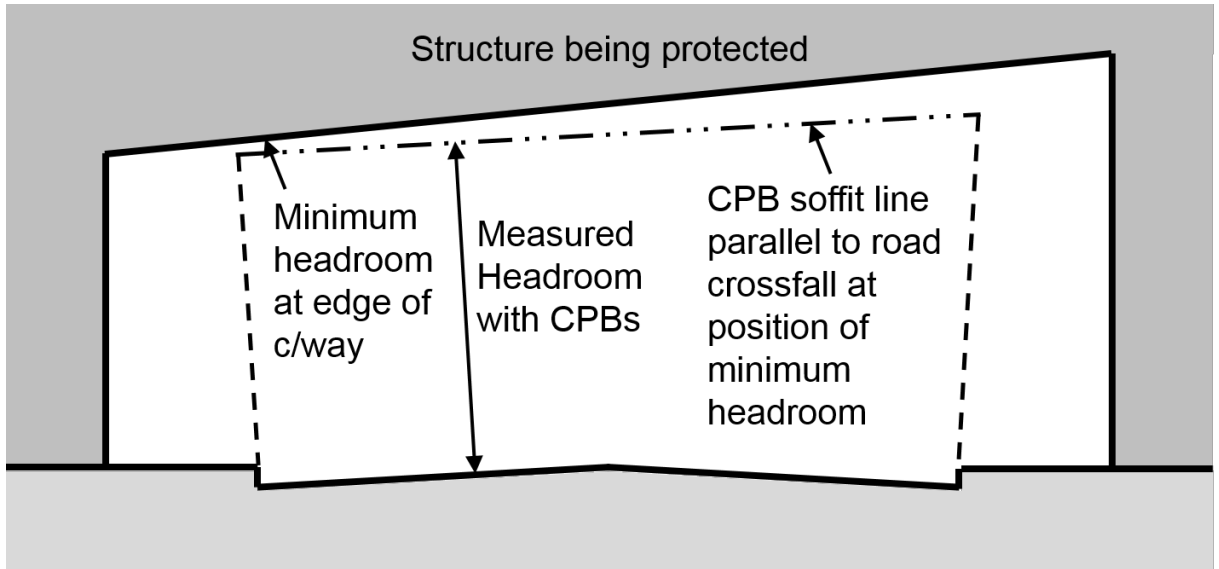 Structure being protected
Minimum
headroom
at edge of
c/way
Measured
Headroom
with CPBs
CPB soffit line
parallel to road
crossfall at
position of
minimum
headroom